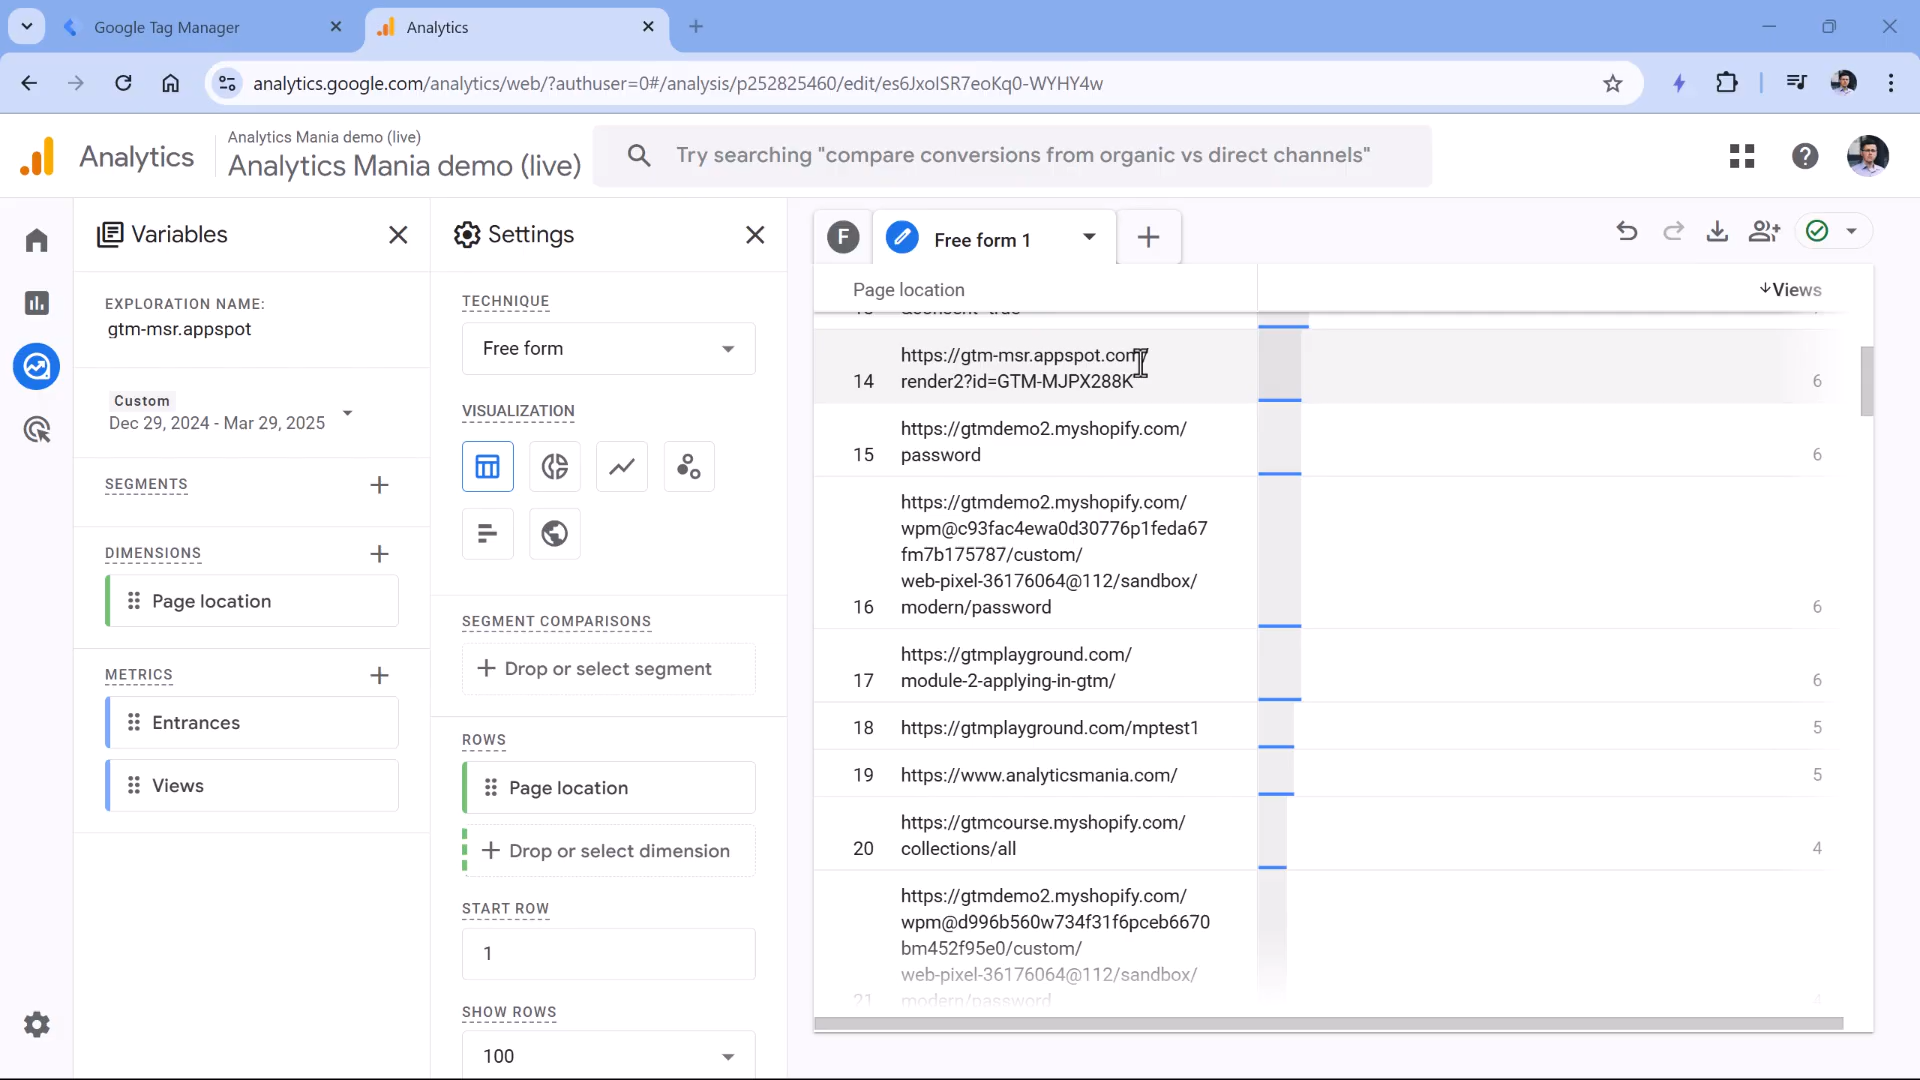 Google Tag Manager
Analytics
analytics.google.com/analytics/web/?authuser=0#/analysis/p252825460/edit/es6JxoISR7eoKq0-WYHY4w
Analytics
Analytics Mania demo (live)
Analytics Mania demo (live)
Try searching "compare conversions from organic vs direct channels"
Variables
EXPLORATION NAME:
gtm-msr.appspot
Custom
Dec 29, 2024 - Mar 29, 2025
SEGMENTS
DIMENSIONS
Page location
METRICS
Entrances
Views
Settings
TECHNIQUE
Free form
VISUALIZATION
SEGMENT COMPARISONS
Drop or select segment
ROWS
Page location
Drop or select dimension
START ROW
1
SHOW ROWS
100
F
Free form 1
Page location
Views
https://gtm-msr.appspot.com/
14 render2?id=GTM-MJPX288K 6
https://gtmdemo2.myshopify.com/
15 password 6
https://gtmdemo2.myshopify.com/
wpm@c93fac4ewa0d30776p1feda67
fm7b175787/custom/
web-pixel-36176064@112/sandbox/
16 modern/password 6
https://gtmplayground.com/
17 module-2-applying-in-gtm/ 6
18 https://gtmplayground.com/mptest1 5
19 https://www.analyticsmania.com/ 5
https://gtmcourse.myshopify.com/
20 collections/all 4
https://gtmdemo2.myshopify.com/
wpm@d996b560w734f31f6pceb6670
bm452f95e0/custom/
web-pixel-36176064@112/sandbox/
21 modern/password